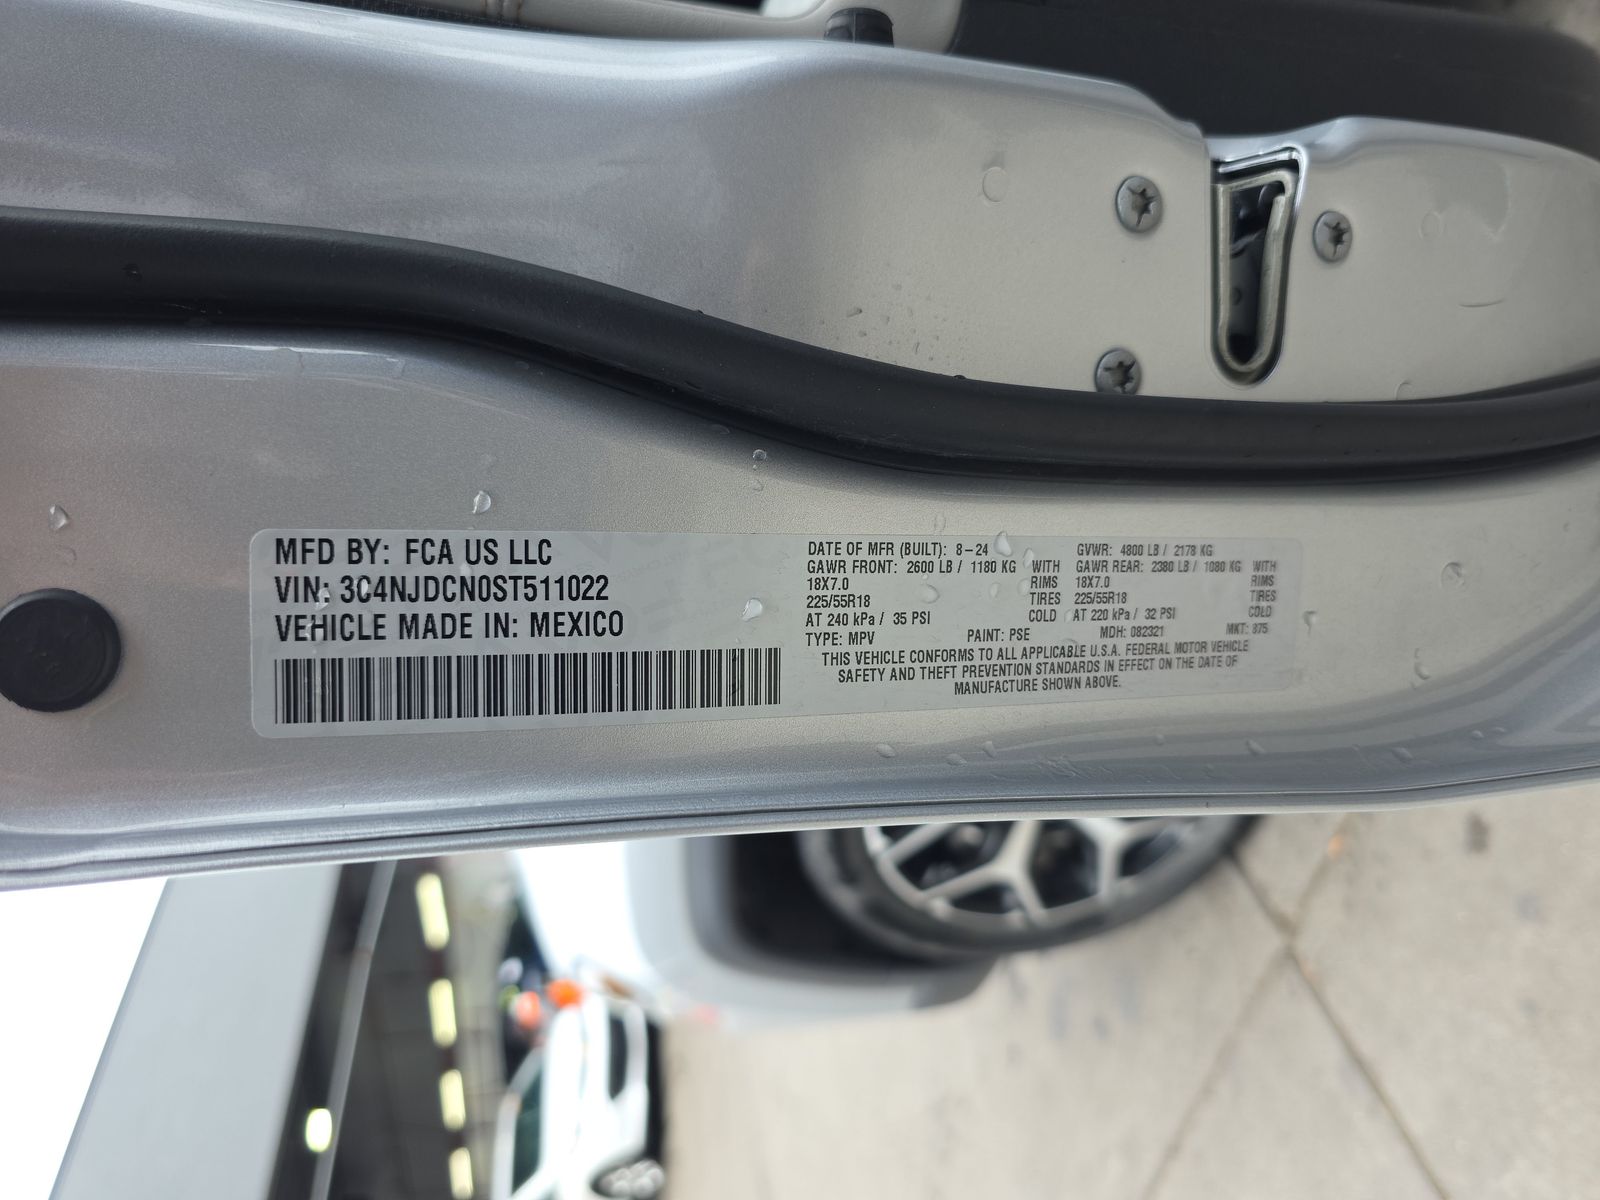 MFD BY: FCA US LLC
VIN: 3C4NJDCN0ST511022
VEHICLE MADE IN: MEXICO
DATE OF MFR (BUILT): 8-24 GVWR: 4800 LB / 2178 KG
GAWR FRONT: 2600 LB / 1180 KG WITH GAWR REAR: 2380 LB / 1080 KG WITH
18X7.0 RIMS 18X7.0 RIMS
225/55R18 TIRES 225/55R18 TIRES
AT 240 kPa / 35 PSI COLD AT 220 kPa / 32 PSI COLD
TYPE: MPV PAINT: PSE MDH: 082321 MKT: 875
THIS VEHICLE CONFORMS TO ALL APPLICABLE U.S.A. FEDERAL MOTOR VEHICLE
SAFETY AND THEFT PREVENTION STANDARDS IN EFFECT ON THE DATE OF
MANUFACTURE SHOWN ABOVE.